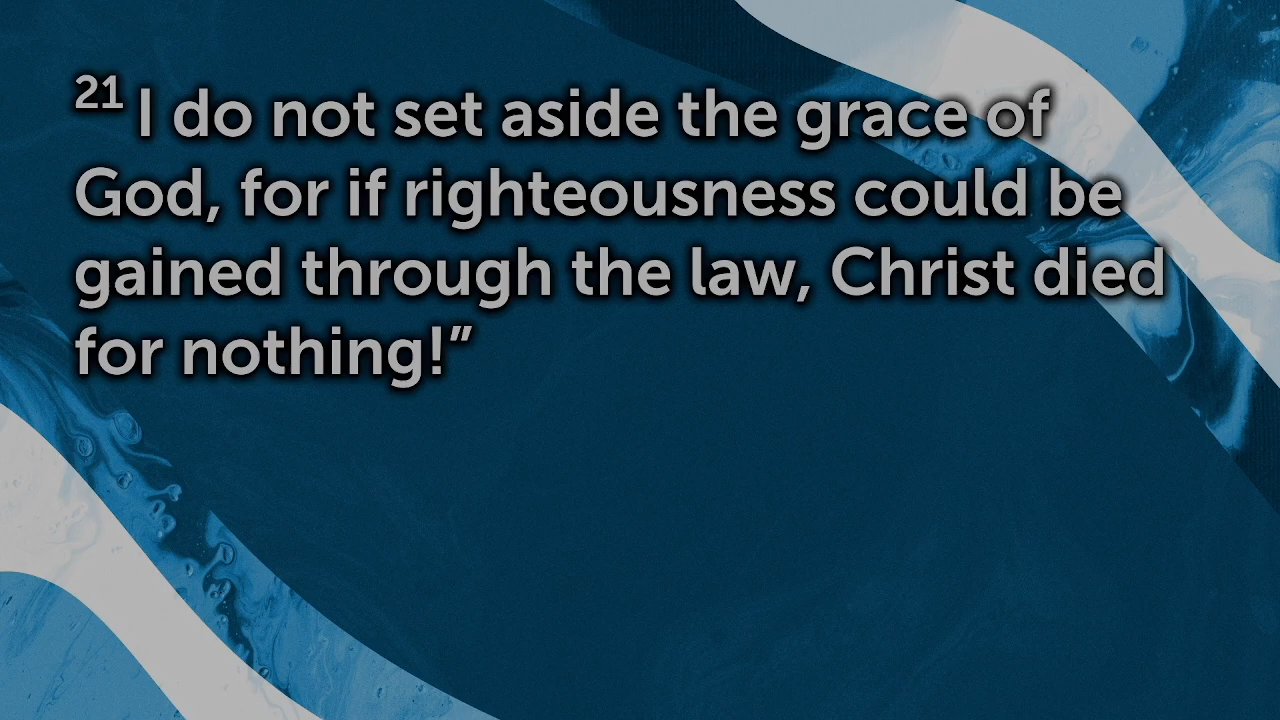 21 I do not set aside the grace of
God, for if righteousness could be
gained through the law, Christ died
for nothing!”